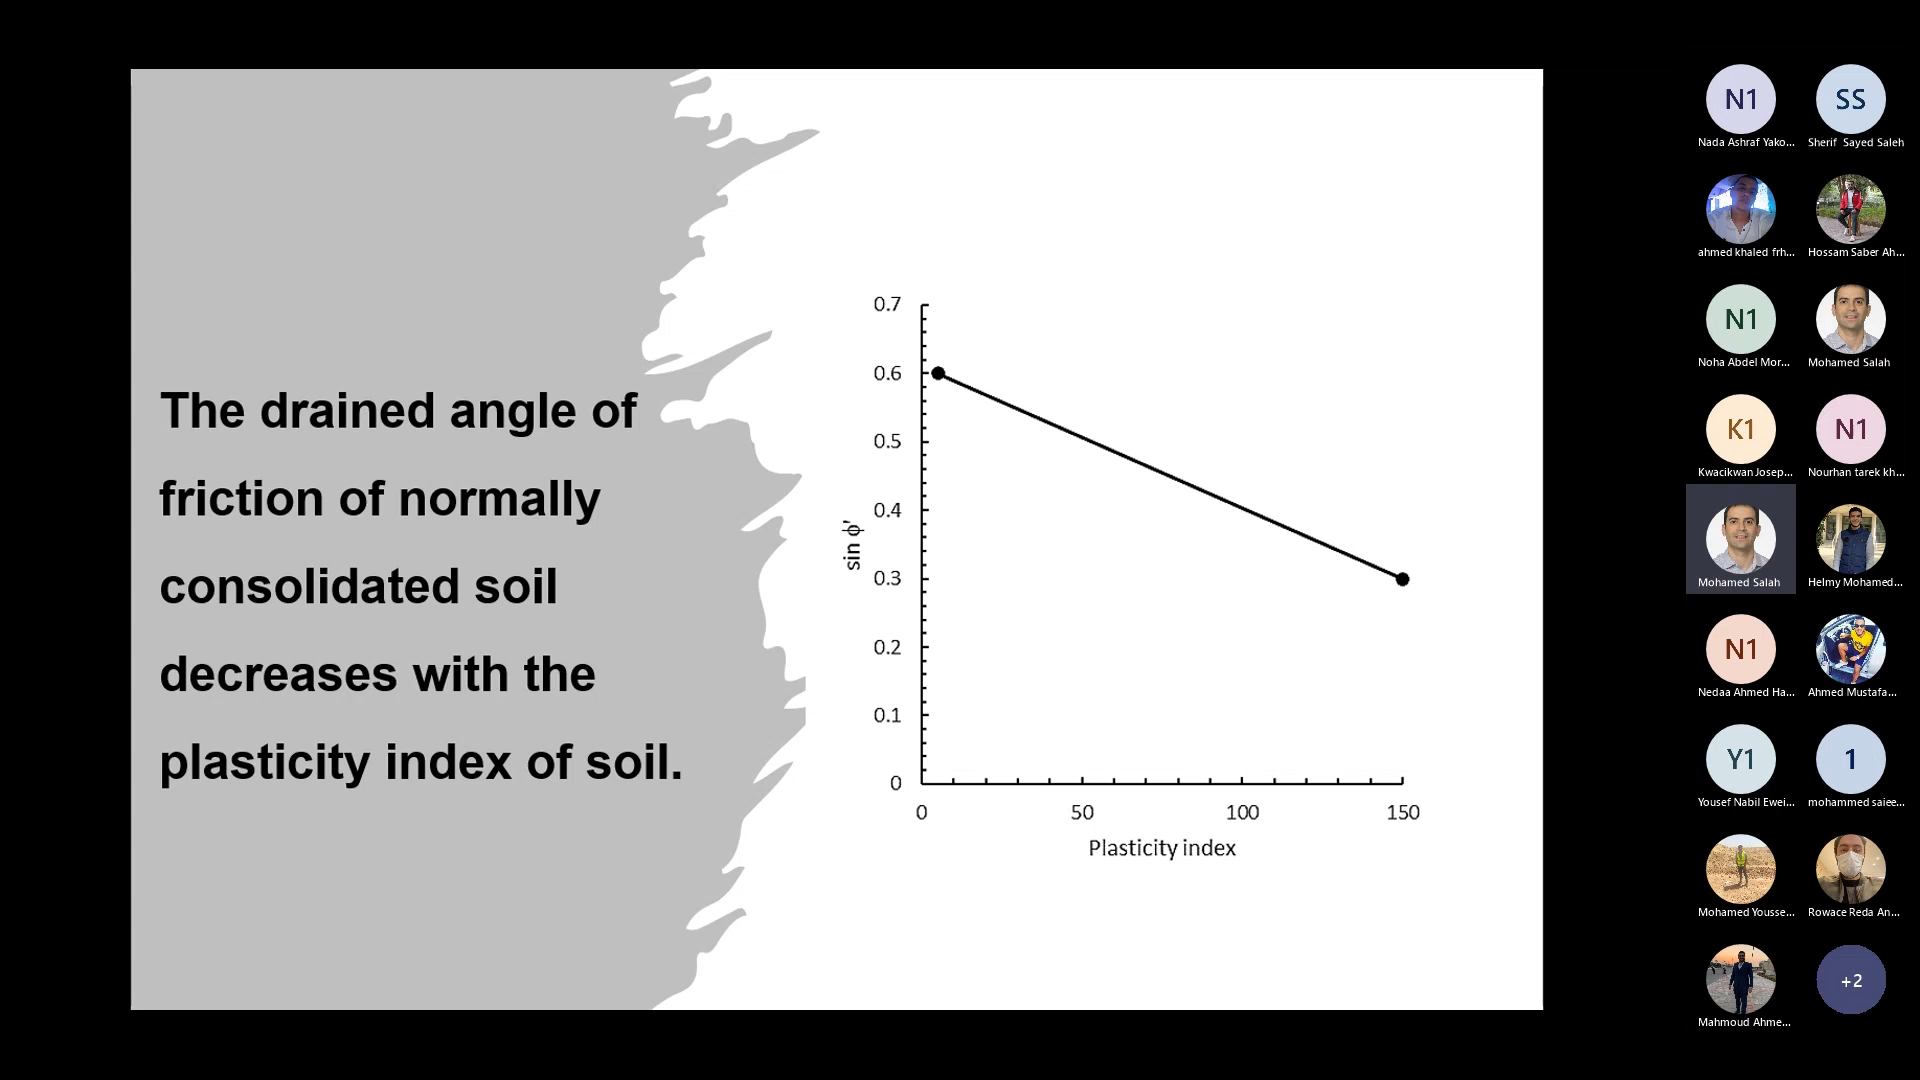 The drained angle of
friction of normally
consolidated soil
decreases with the
plasticity index of soil.
0.7
0.6
0.5
0.4
0.3
0.2
0.1
0
sin ϕ'
0 50 100 150
Plasticity index
N1 SS
Nada Ashraf Yako... Sherif Sayed Saleh
ahmed khaled frh... Hossam Saber Ah...
N1
Noha Abdel Mor... Mohamed Salah
K1 N1
Kwacikwan Josep... Nourhan tarek kh...
Mohamed Salah Helmy Mohamed...
N1
Nedaa Ahmed Ha... Ahmed Mustafa...
Y1 1
Yousef Nabil Ewei... mohammed saiee...
Mohamed Yousse... Rowace Reda An...
+2
Mahmoud Ahme...